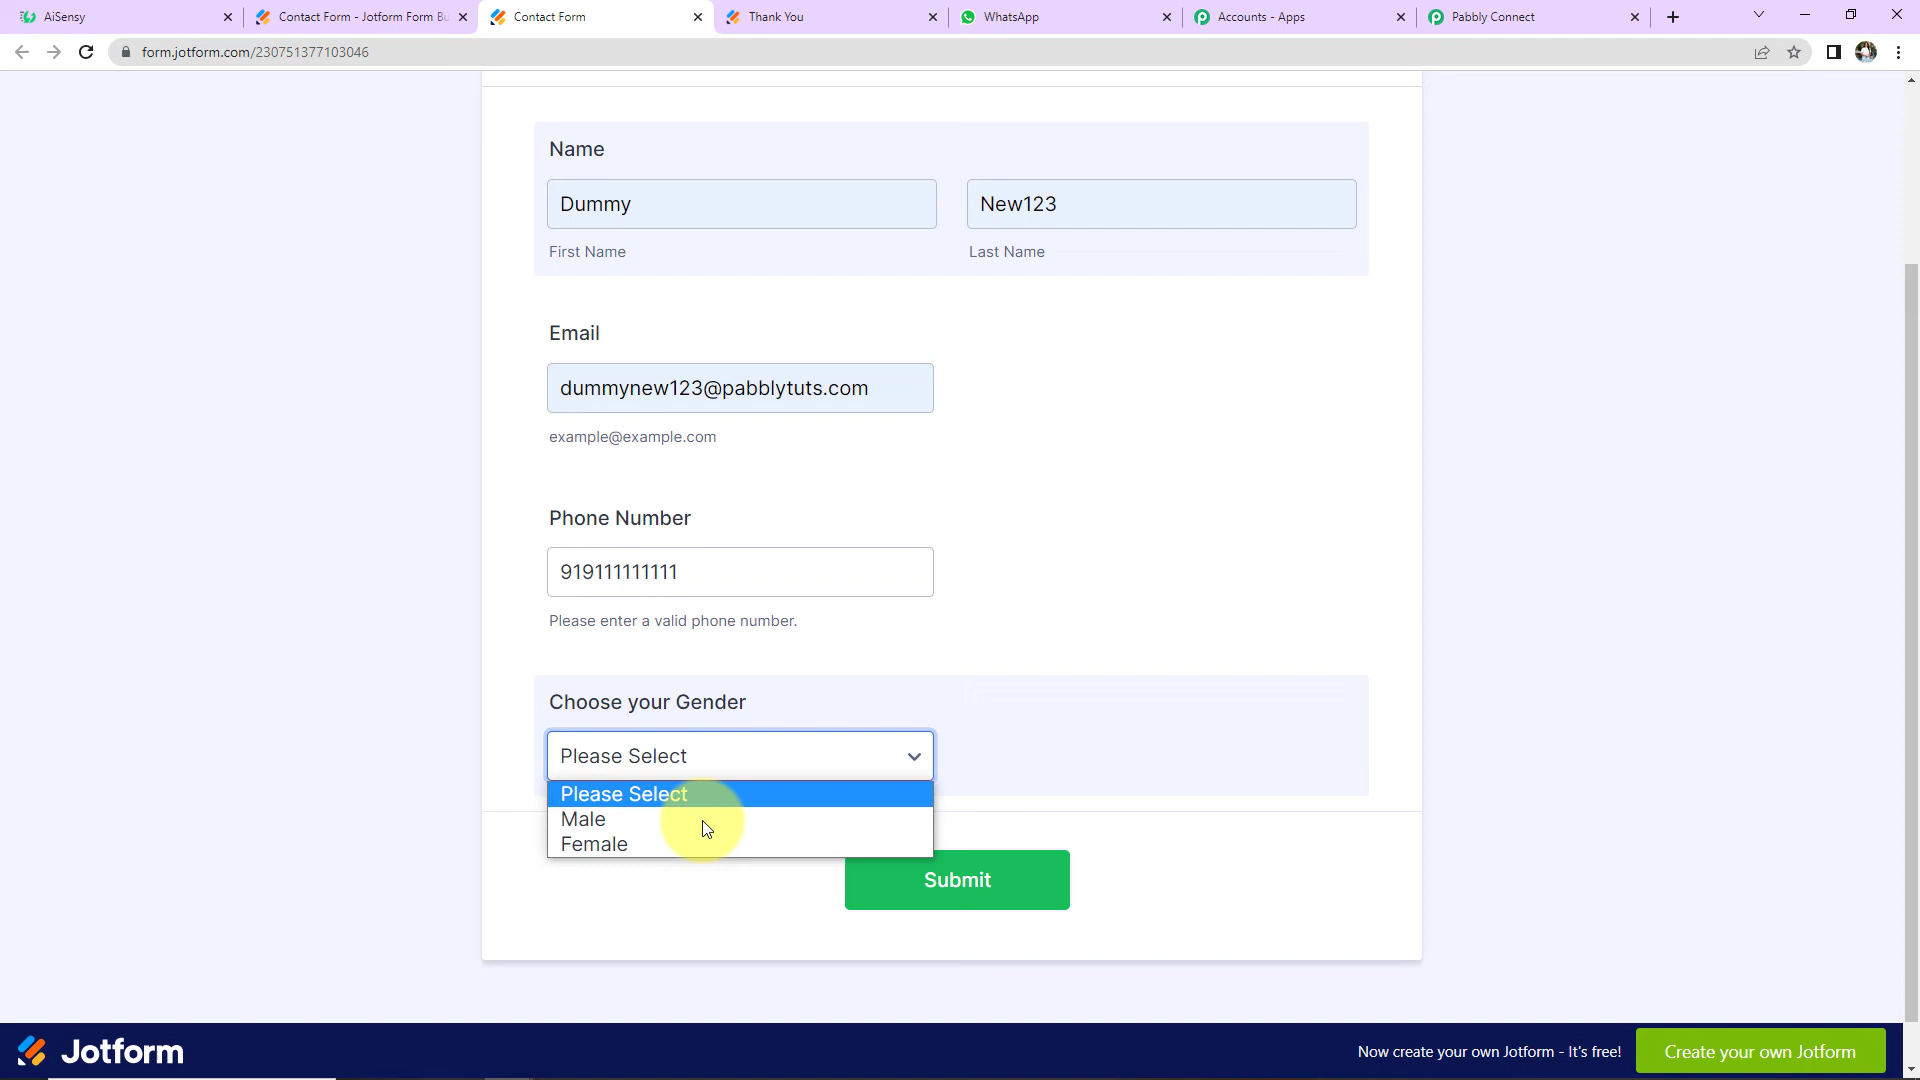 AiSensy
Contact Form - Jotform Form Bu
Contact Form
Thank You
WhatsApp
Accounts - Apps
Pabbly Connect
form.jotform.com/230751377103046
Name
Dummy
New123
First Name
Last Name
Email
dummynew123@pabblytuts.com
example@example.com
Phone Number
919111111111
Please enter a valid phone number.
Choose your Gender
Please Select
Please Select
Male
Female
Submit
Jotform
Now create your own Jotform - It's free!
Create your own Jotform